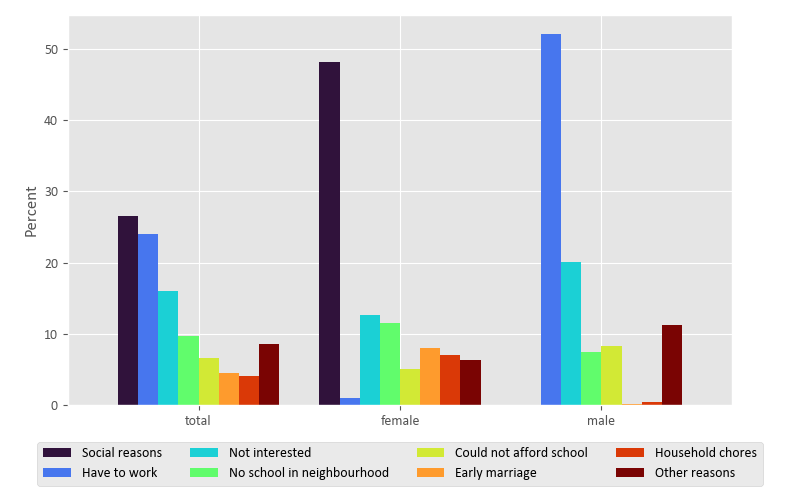 50
40
30
20
10
0
Percent
total female male
Social reasons Not interested Could not afford school Household chores
Have to work No school in neighbourhood Early marriage Other reasons